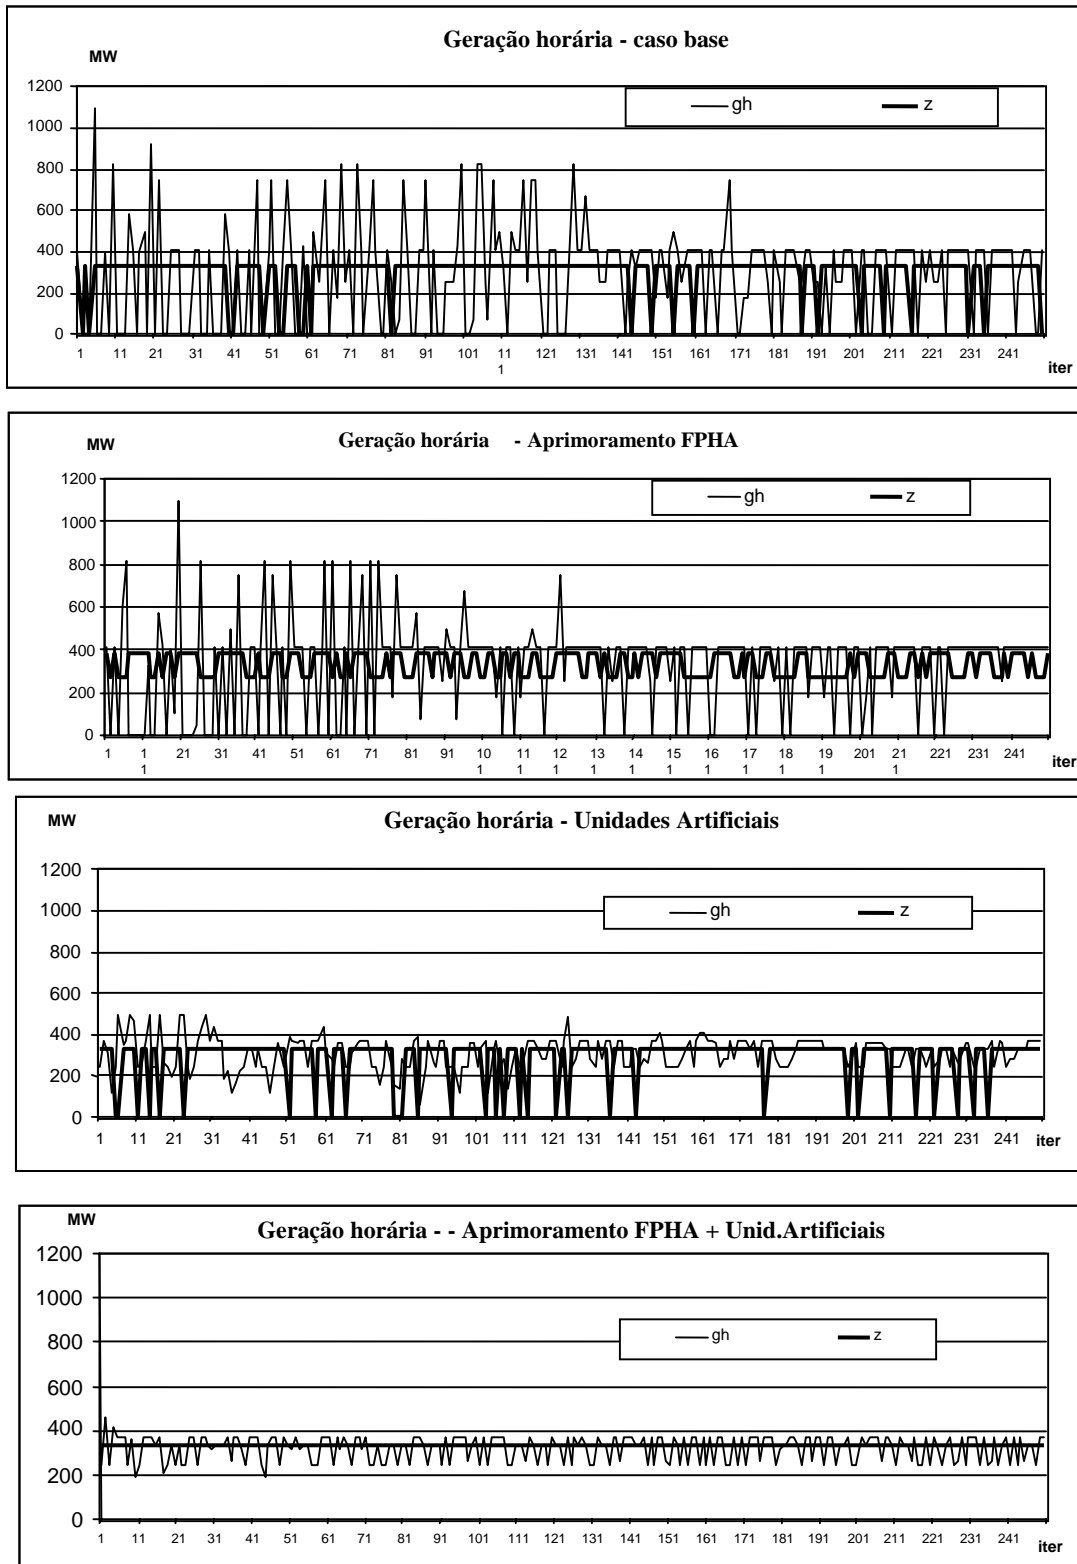 Geração horária - caso base
MW
gh z
1200
1000
800
600
400
200
0
1 11 21 31 41 51 61 71 81 91 101 11 121 131 141 151 161 171 181 191 201 211 221 231 241
1
iter
Geração horária - Aprimoramento FPHA
MW
gh z
1200
1000
800
600
400
200
0
1 1 21 31 41 51 61 71 81 91 10 11 12 13 14 15 16 17 18 19 201 21 221 231 241
1 1 1 1 1 1 1 1 1 1 1 1
iter
Geração horária - Unidades Artificiais
MW
gh z
1200
1000
800
600
400
200
0
1 11 21 31 41 51 61 71 81 91 101 111 121 131 141 151 161 171 181 191 201 211 221 231 241 iter
Geração horária - - Aprimoramento FPHA + Unid.Artificiais
MW
gh z
1200
1000
800
600
400
200
0
1 11 21 31 41 51 61 71 81 91 101 111 121 131 141 151 161 171 181 191 201 211 221 231 241
iter